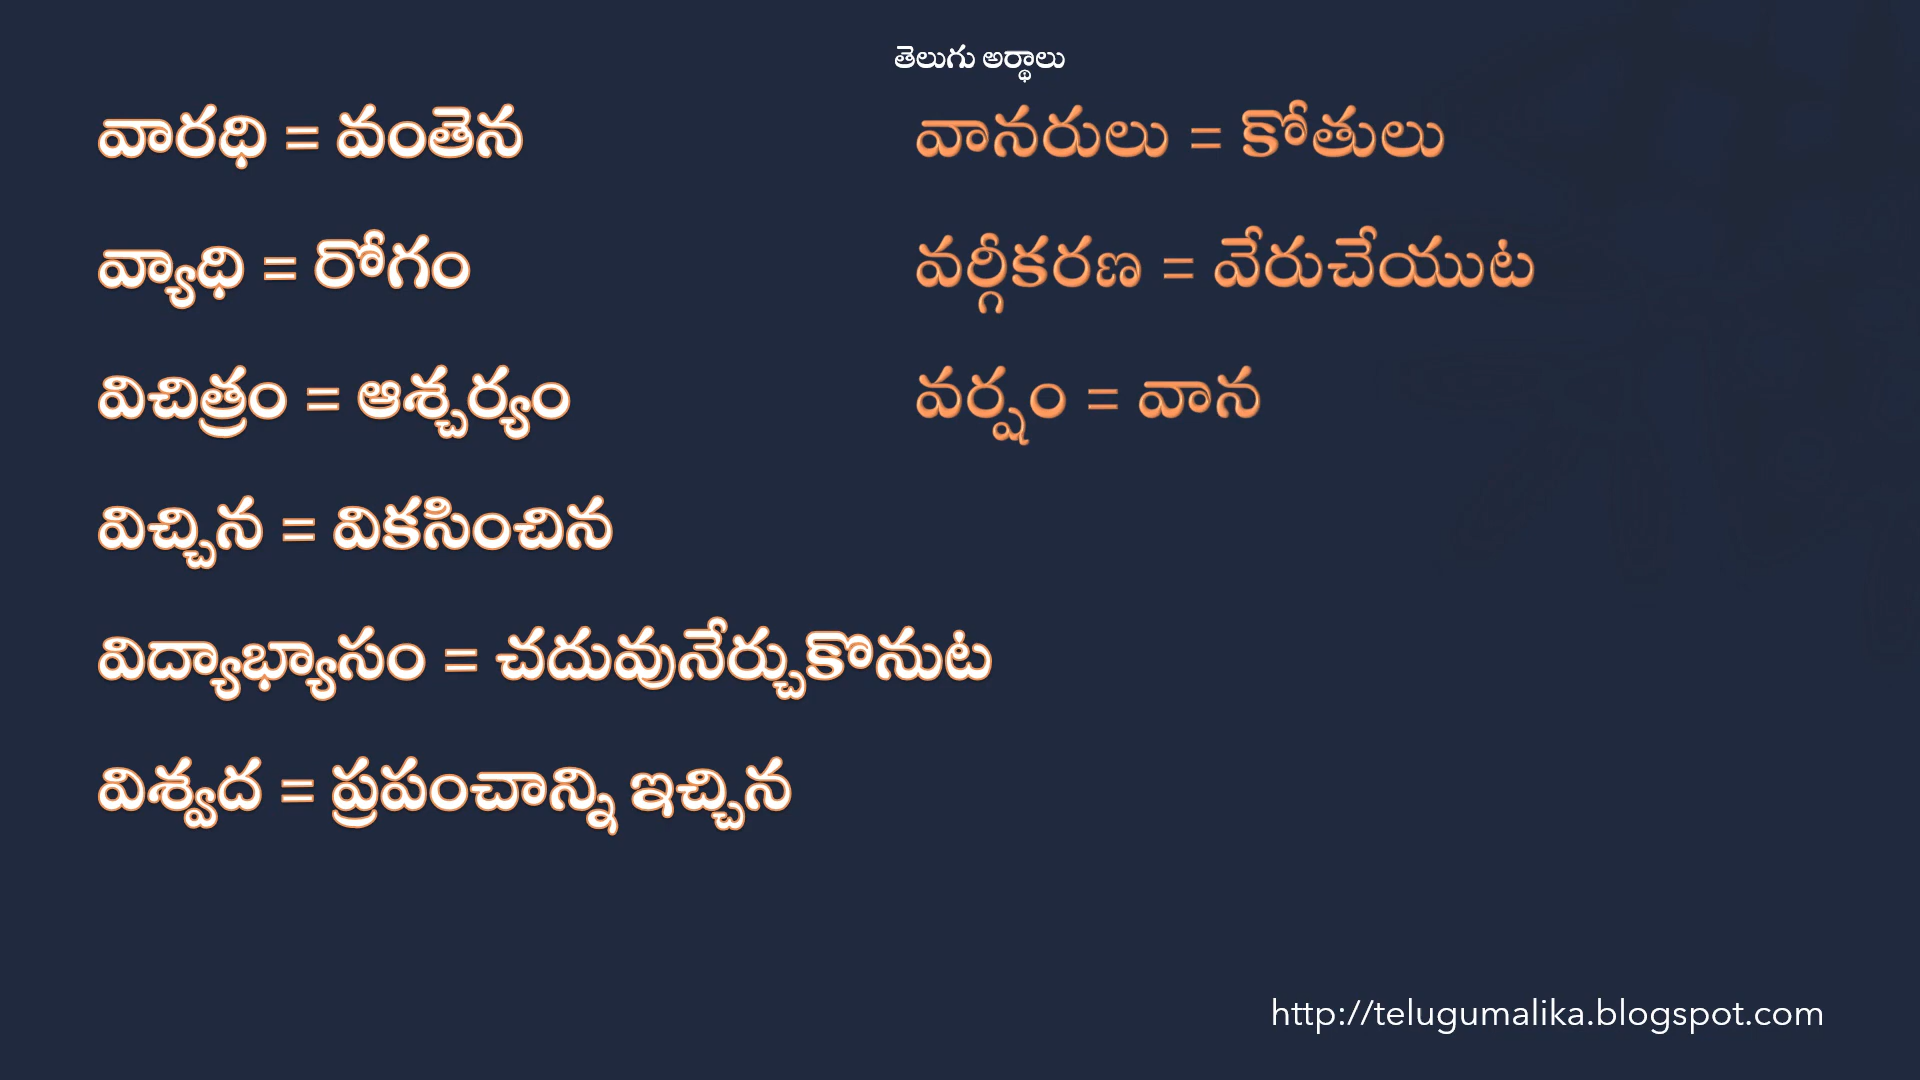 తెలుగు అర్థాలు
వారధి = వంతెన
వ్యాధి = రోగం
విచిత్రం = ఆశ్చర్యం
విచ్చిన = వికసించిన
విద్యాభ్యాసం = చదువునేర్చుకొనుట
విశ్వద = ప్రపంచాన్ని ఇచ్చిన
వానరులు = కోతులు
వర్గీకరణ = వేరుచేయుట
వర్షం = వాన
http://telugumalika.blogspot.com